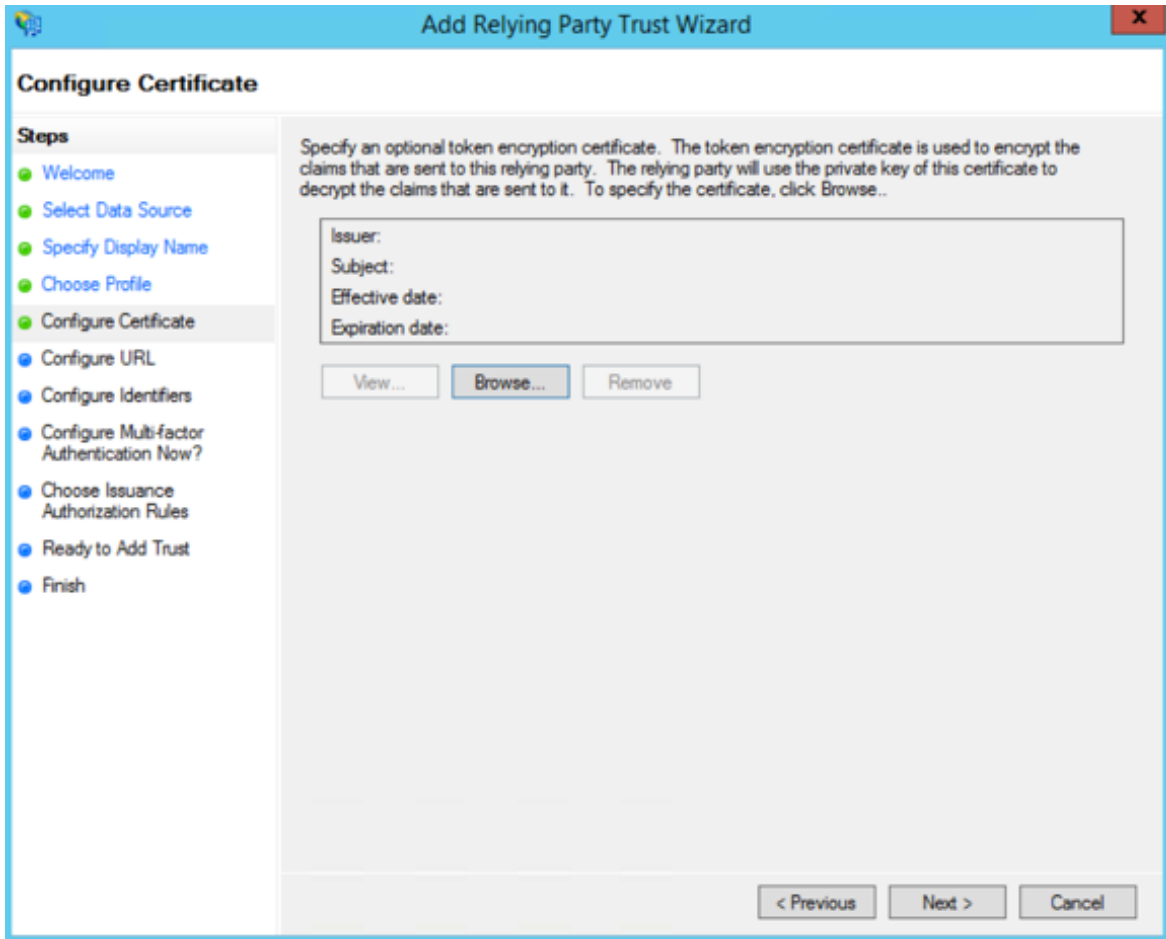 Add Relying Party Trust Wizard
x
Configure Certificate
Steps
Welcome
Select Data Source
Specify Display Name
Choose Profile
Configure Certificate
Configure URL
Configure Identifiers
Configure Multi-factor
Authentication Now?
Choose Issuance
Authorization Rules
Ready to Add Trust
Finish
Specify an optional token encryption certificate.  The token encryption certificate is used to encrypt the
claims that are sent to this relying party.  The relying party will use the private key of this certificate to
decrypt the claims that are sent to it.  To specify the certificate, click Browse..
Issuer:
Subject:
Effective date:
Expiration date:
View... Browse... Remove
< Previous Next > Cancel